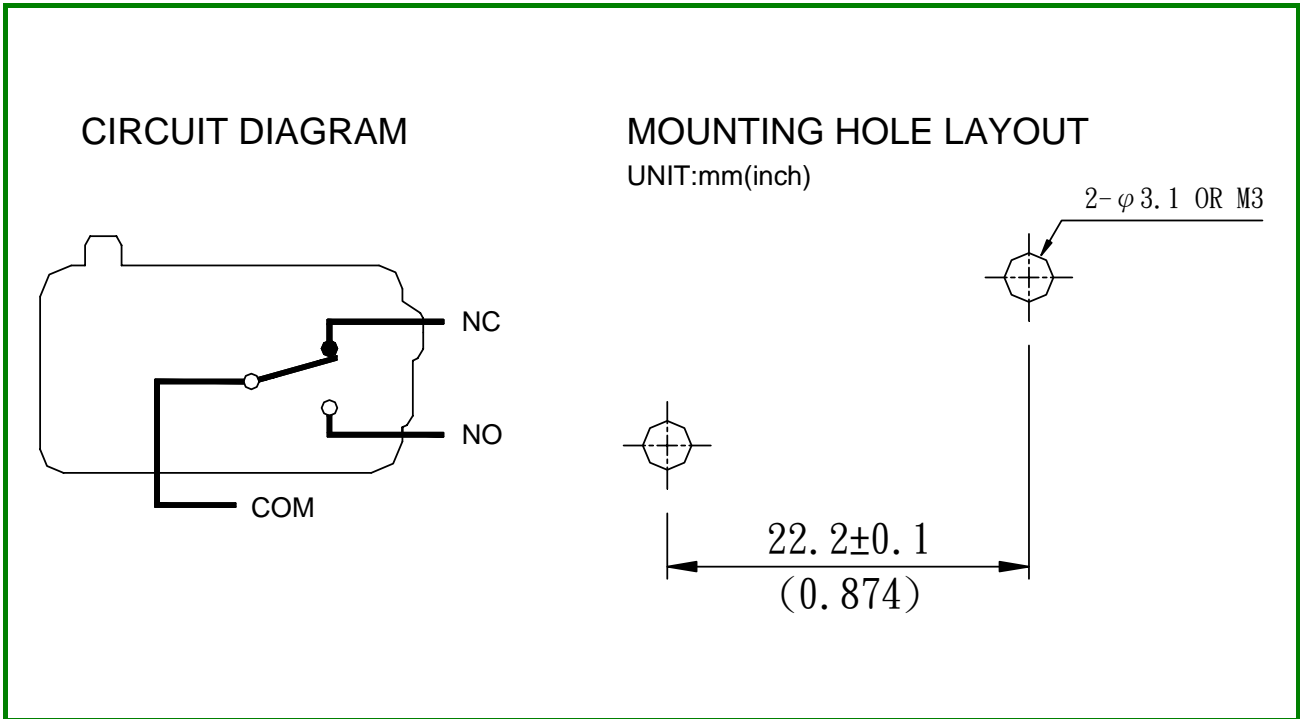 CIRCUIT DIAGRAM
NC
NO
COM
MOUNTING HOLE LAYOUT
UNIT:mm(inch)
2-φ3.1 OR M3
22.2±0.1
(0.874)